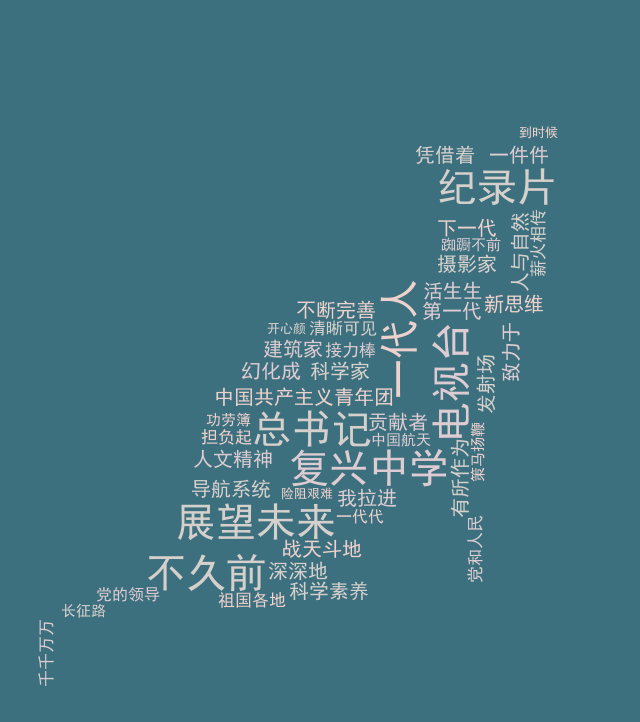 到时候
凭借着
一件件
纪录片
下一代
踟蹰不前
摄影家
人与自然
薪火相传
活生生
第一代
新思维
一代人
不断完善
开心颜
清晰可见
建筑家
接力棒
幻化成
科学家
电视台
致力于
发射场
中国共产主义青年团
功劳簿
担负起
总书记
贡献者
中国航天
人文精神
复兴中学
有所作为
策马扬鞭
导航系统
险阻艰难
我拉进
展望未来
一代代
党和人民
战天斗地
不久前
深深地
科学素养
祖国各地
党的领导
长征路
千千万万